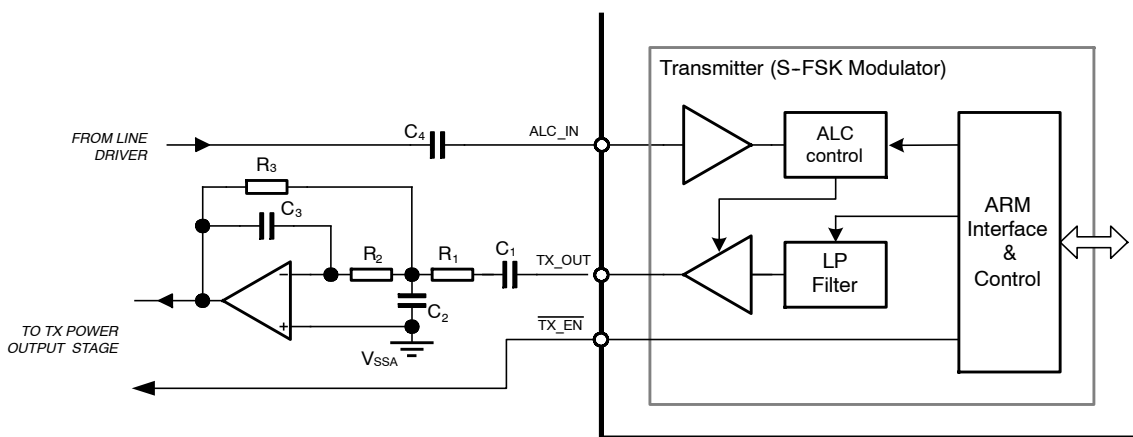 Transmitter (S-FSK Modulator)
FROM LINE
DRIVER
C4
ALC_IN
ALC
control
R3
C3
R2
R1
C1
TX_OUT
LP
Filter
ARM
Interface
&
Control
−
+
C2
VSSA
TX_EN
TO TX POWER
OUTPUT STAGE